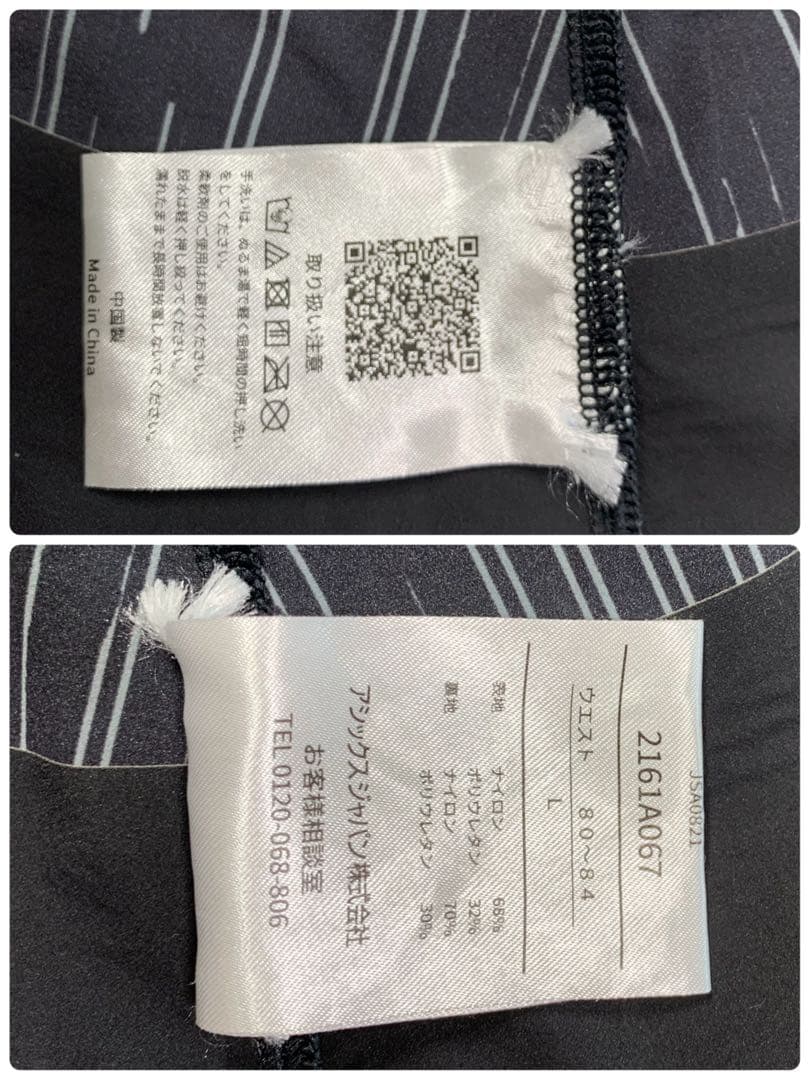 取り扱い注意
手洗いは、ぬるま湯で軽く短時間の押し洗い
をしてください。
柔軟剤のご使用はお避けください。
脱水は軽く押し絞ってください。
濡れたままで長時間放置しないでください。
中国製
Made in China
JSA0821
2161A067
ウエスト 80～84
L
表地 ナイロン 68%
ポリウレタン 32%
裏地 ナイロン 70%
ポリウレタン 30%
アシックスジャパン株式会社
お客様相談室
TEL 0120-068-806